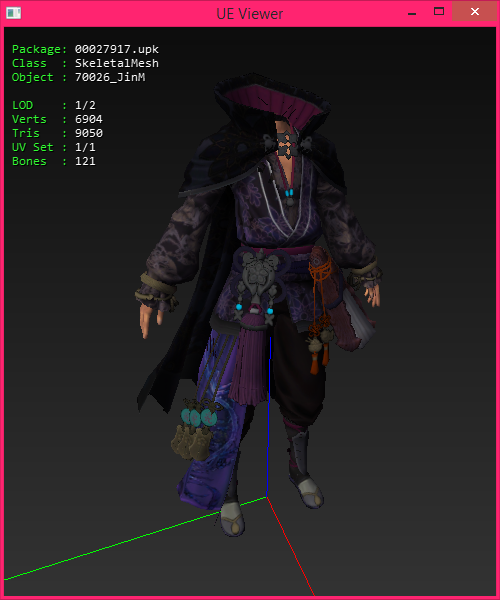 UE Viewer
Package: 00027917.upk
Class : SkeletalMesh
Object : 70026_JinM
LOD : 1/2
Verts : 6904
Tris : 9050
UV Set : 1/1
Bones : 121